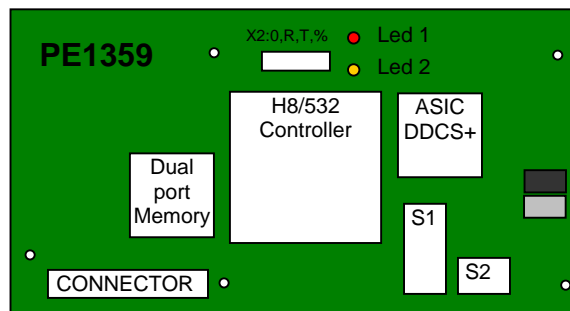 X2:0,R,T,%
Led 1
PE1359
Led 2
H8/532
Controller
ASIC
DDCS+
Dual
port
Memory
S1
S2
CONNECTOR